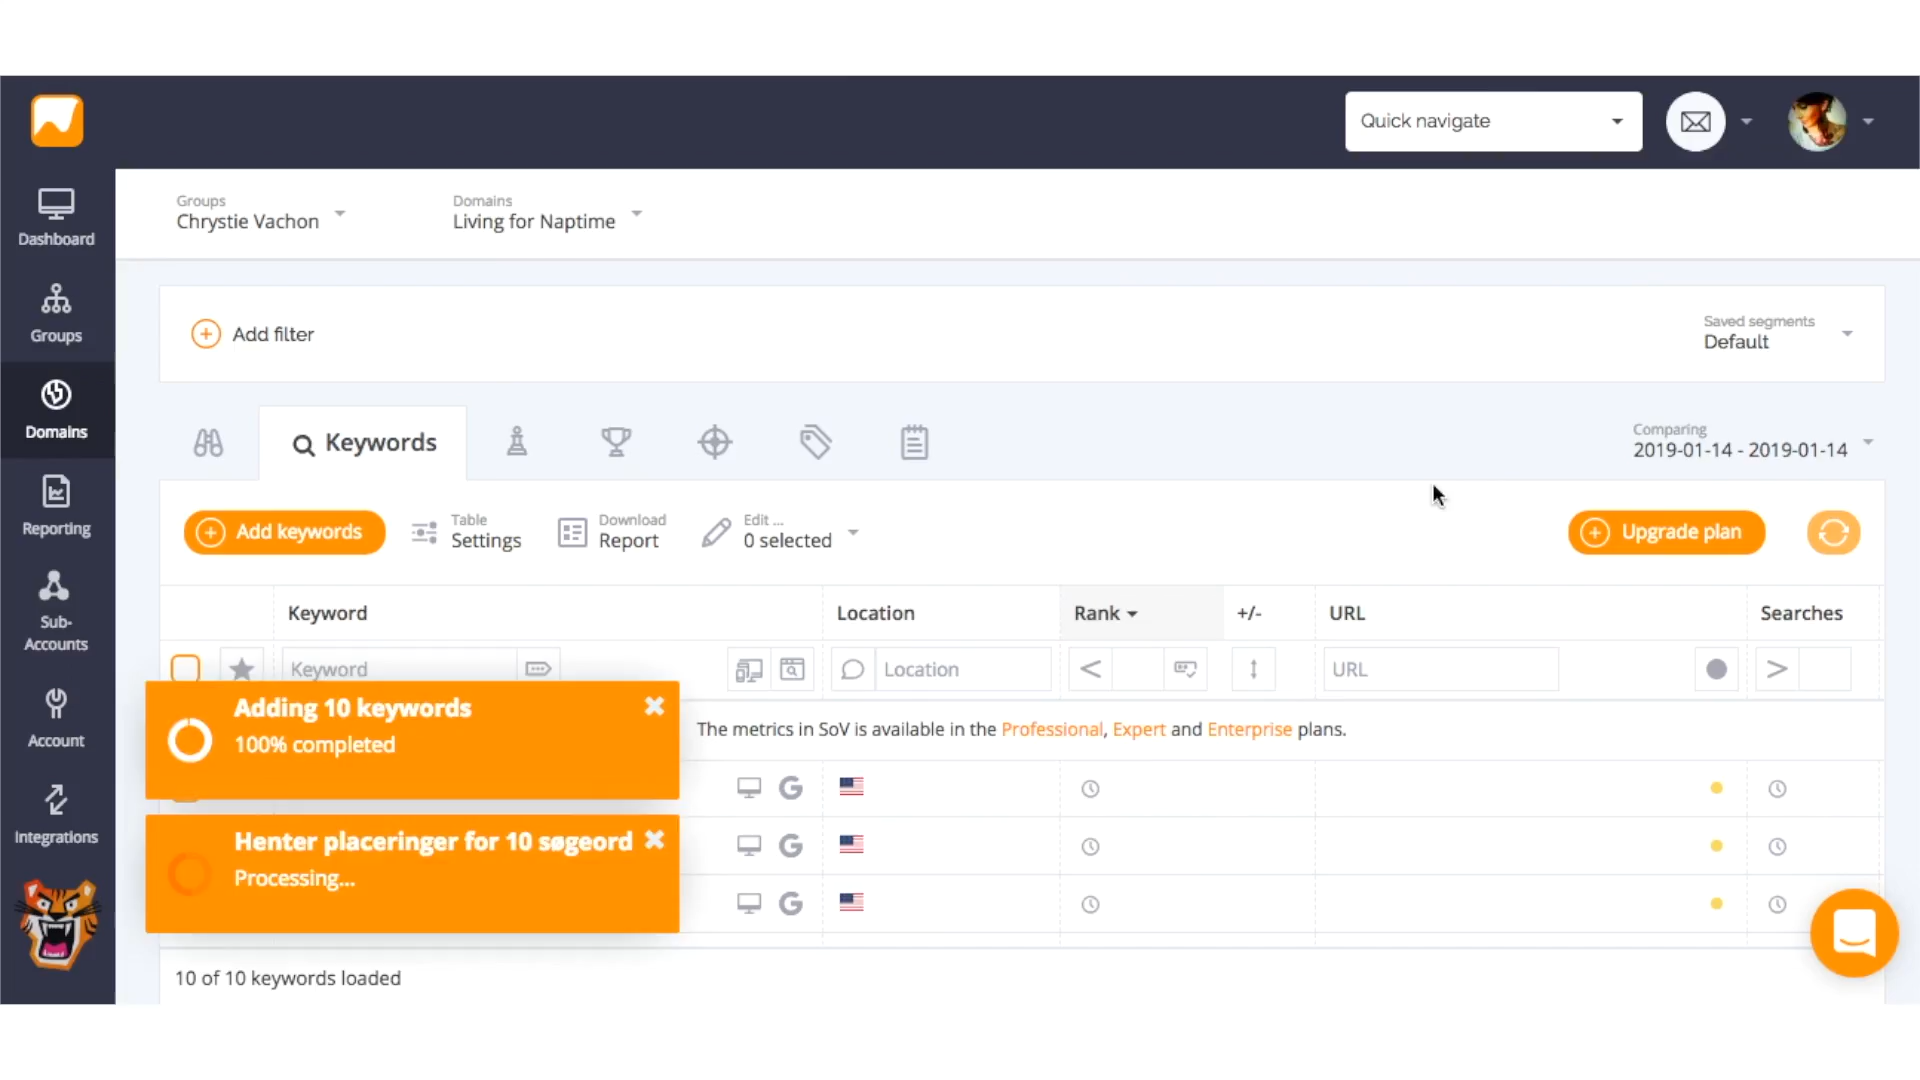 Quick navigate
Groups
Chrystie Vachon
Domains
Living for Naptime
Dashboard
Groups
Domains
Reporting
Sub-
Accounts
Account
Integrations
Add filter
Saved segments
Default
Keywords
Comparing
2019-01-14 - 2019-01-14
Add keywords
Table
Settings
Download
Report
Edit ...
0 selected
Upgrade plan
Keyword
Location
Rank
+/-
URL
Searches
Keyword
<
Location
URL
>
Adding 10 keywords
100% completed
The metrics in SoV is available in the Professional, Expert and Enterprise plans.
Henter placeringer for 10 søgeord
Processing...
10 of 10 keywords loaded